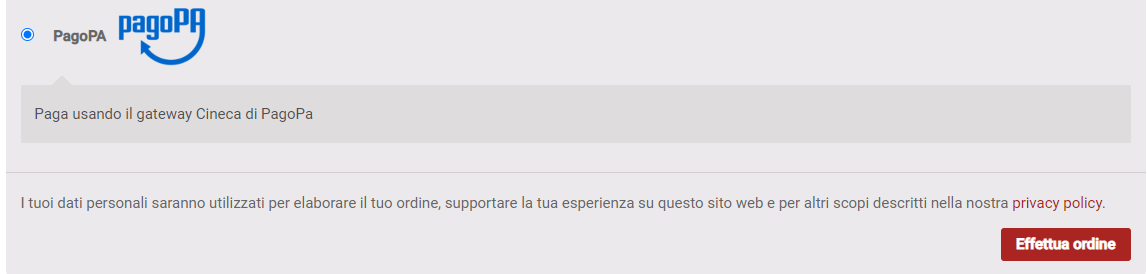 PagoPA pagoPA
Paga usando il gateway Cineca di PagoPa
I tuoi dati personali saranno utilizzati per elaborare il tuo ordine, supportare la tua esperienza su questo sito web e per altri scopi descritti nella nostra privacy policy.
Effettua ordine